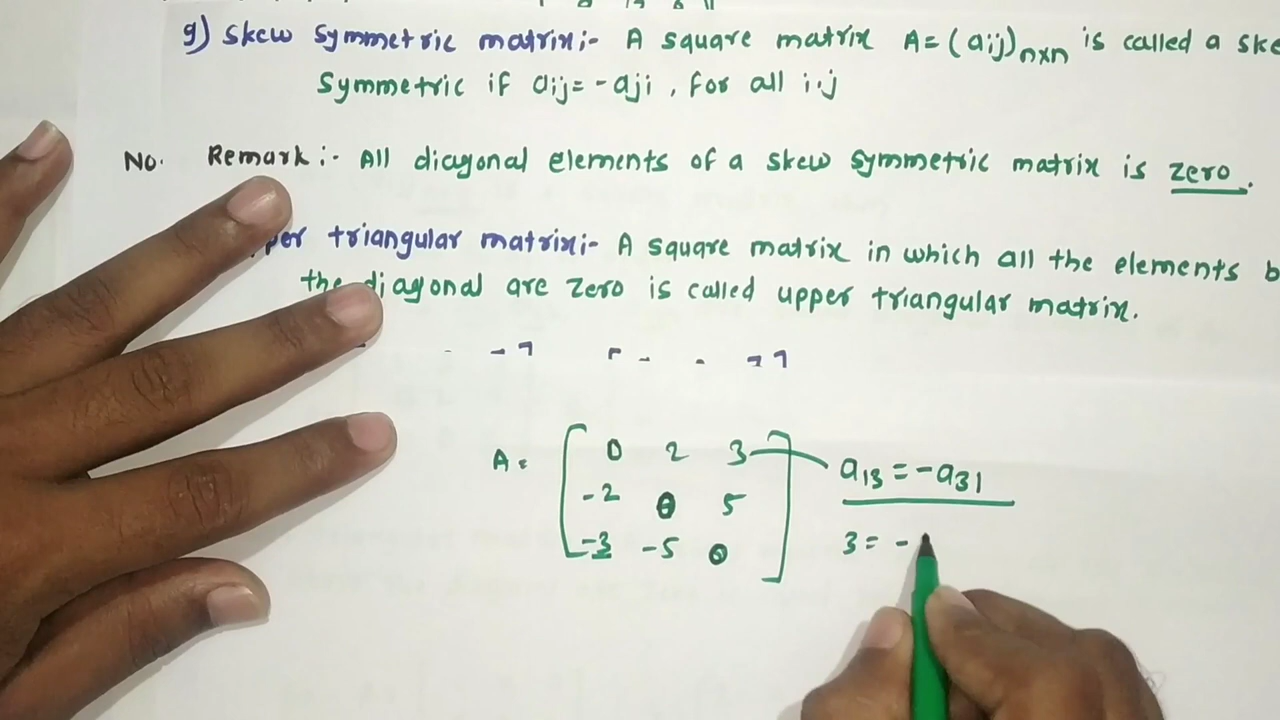 g) Skew Symmetric matrix:- A square matrix A=(aij)nxn is called a ske
Symmetric if aij= -aji, for all i,j
No. Remark:- All diagonal elements of a skew symmetric matrix is zero.
per triangular matrix:- A square matrix in which all the elements b
the diagonal are zero is called upper triangular matrix.
A= [ 0 2 3
-2 0 5
-3 -5 0 ]
a13 = -a31
3= -